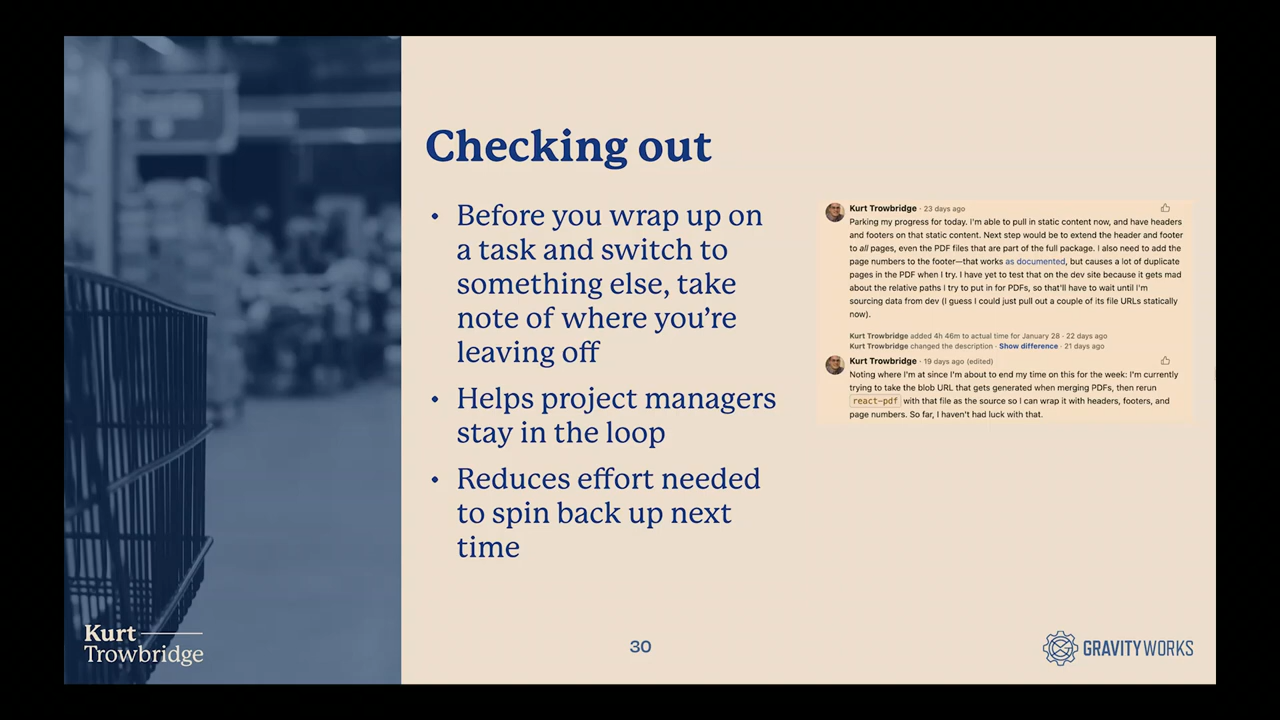 Checking out
• Before you wrap up on
a task and switch to
something else, take
note of where you're
leaving off
• Helps project managers
stay in the loop
• Reduces effort needed
to spin back up next
time
Kurt Trowbridge · 23 days ago
Parking my progress for today. I'm able to pull in static content now, and have headers
and footers on that static content. Next step would be to extend the header and footer
to all pages, even the PDF files that are part of the full package. I also need to add the
page numbers to the footer—that works as documented, but causes a lot of duplicate
pages in the PDF when I try. I have yet to test that on the dev site because it gets mad
about the relative paths I try to put in for PDFs, so that'll have to wait until I'm
sourcing data from dev (I guess I could just pull out a couple of its file URLs statically
now).
Kurt Trowbridge added 4h 46m to actual time for January 28 · 22 days ago
Kurt Trowbridge changed the description · Show difference · 21 days ago
Kurt Trowbridge · 19 days ago (edited)
Noting where I'm at since I'm about to end my time on this for the week: I'm currently
trying to take the blob URL that gets generated when merging PDFs, then rerun
react-pdf with that file as the source so I can wrap it with headers, footers, and
page numbers. So far, I haven't had luck with that.
Kurt
Trowbridge
30
GRAVITYWORKS